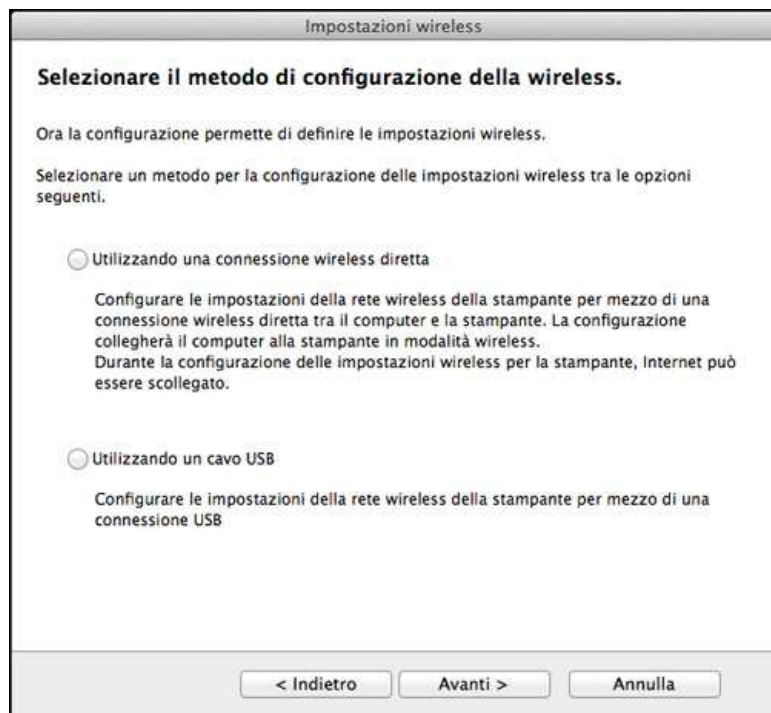 Impostazioni wireless
Selezionare il metodo di configurazione della wireless.
Ora la configurazione permette di definire le impostazioni wireless.
Selezionare un metodo per la configurazione delle impostazioni wireless tra le opzioni
seguenti.
Utilizzando una connessione wireless diretta
Configurare le impostazioni della rete wireless della stampante per mezzo di una
connessione wireless diretta tra il computer e la stampante. La configurazione
collegherà il computer alla stampante in modalità wireless.
Durante la configurazione delle impostazioni wireless per la stampante, Internet può
essere scollegato.
Utilizzando un cavo USB
Configurare le impostazioni della rete wireless della stampante per mezzo di una
connessione USB
< Indietro
Avanti >
Annulla